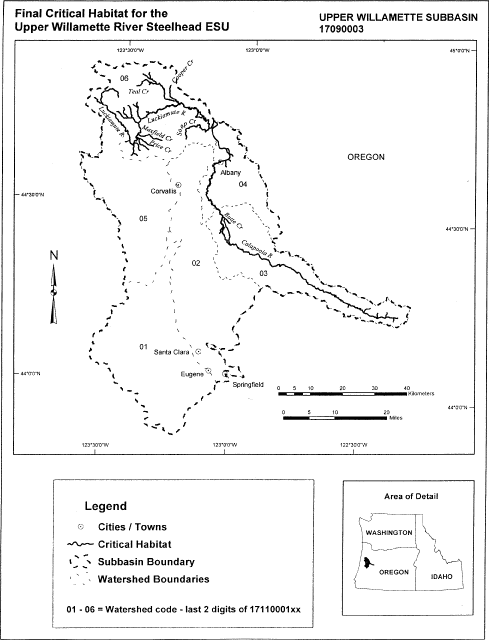 Final Critical Habitat for the
Upper Willamette River Steelhead ESU
UPPER WILLAMETTE SUBBASIN
17090003
123°30'0"W
123°0'0"W
45°0'0"N
06
Cooper Cr
Teal Cr
Luckiamute R
Luckiamute R
Maxfield Cr
Soap Cr
Price Cr
OREGON
Albany
04
Corvallis
44°30'0"N
05
Butte Cr
44°30'0"N
Calapooia R
N
02
03
01
Santa Clara
Eugene
Springfield
44°0'0"N
0 5 10 20 30 40
Kilometers
44°0'0"N
0 5 10 20
Miles
123°30'0"W
123°0'0"W
122°30'0"W
Legend
Cities / Towns
Critical Habitat
Subbasin Boundary
Watershed Boundaries
01 - 06 = Watershed code - last 2 digits of 17110001xx
Area of Detail
WASHINGTON
OREGON
IDAHO